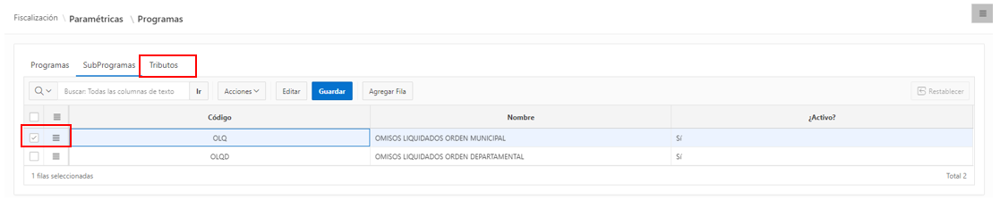 Fiscalización \ Paramétricas \ Programas
Programas SubProgramas Tributos
Buscar: Todas las columnas de texto Ir Acciones Editar Guardar Agregar Fila Restablecer
Código Nombre ¿Activo?
OLQ OMISOS LIQUIDADOS ORDEN MUNICIPAL Sí
OLQD OMISOS LIQUIDADOS ORDEN DEPARTAMENTAL Sí
1 filas seleccionadas Total 2